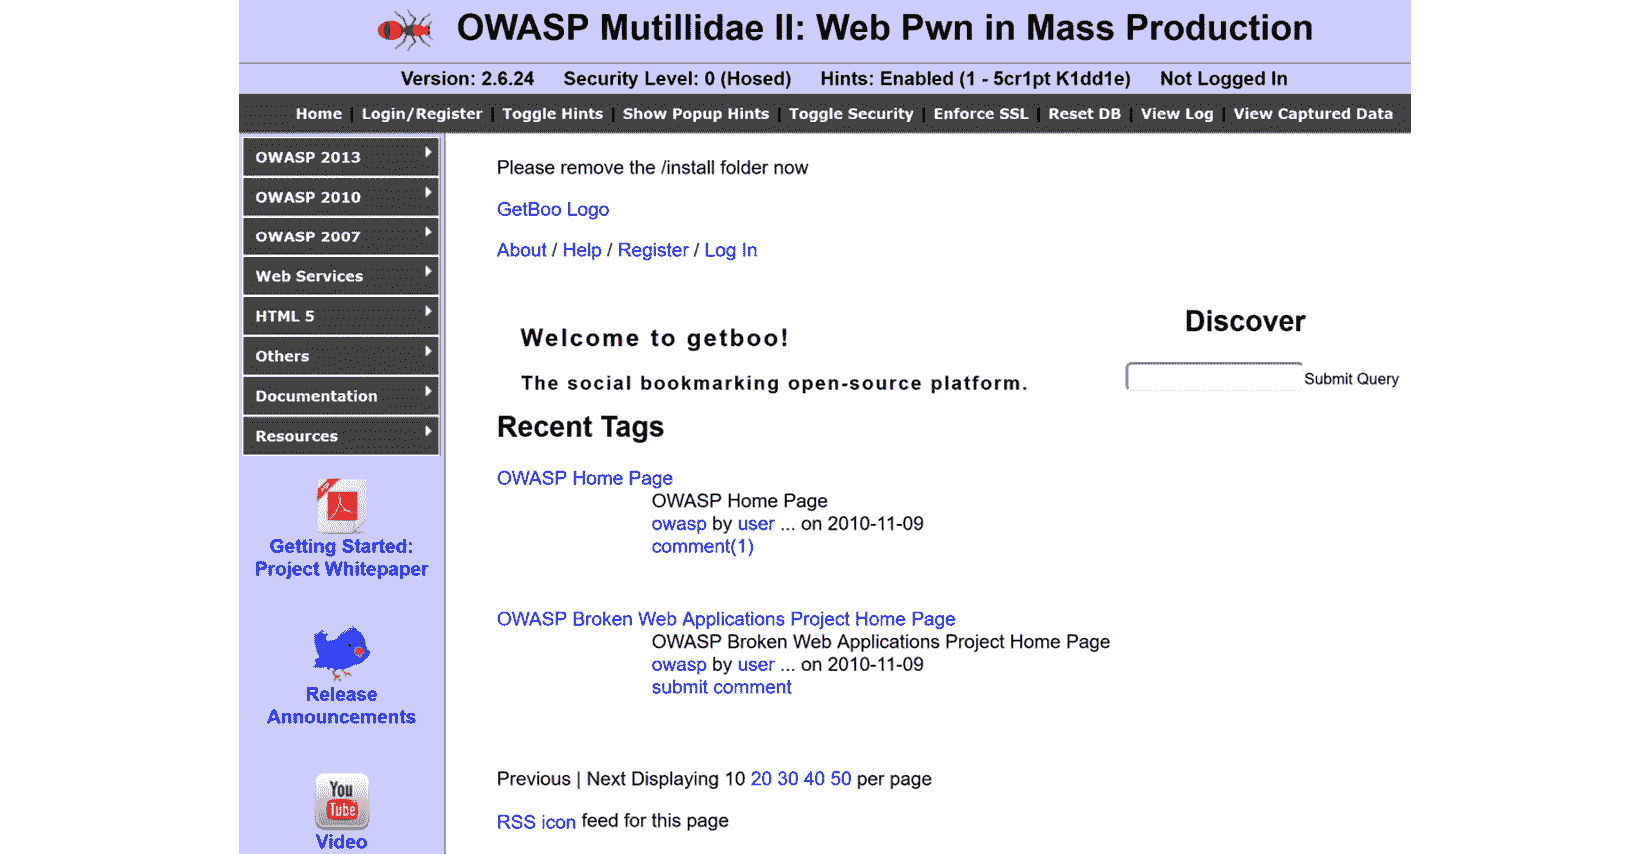 OWASP Mutillidae II: Web Pwn in Mass Production
Version: 2.6.24 Security Level: 0 (Hosed) Hints: Enabled (1 - 5cr1pt K1dd1e) Not Logged In
Home | Login/Register | Toggle Hints | Show Popup Hints | Toggle Security | Enforce SSL | Reset DB | View Log | View Captured Data
OWASP 2013
OWASP 2010
OWASP 2007
Web Services
HTML 5
Others
Documentation
Resources
Getting Started:
Project Whitepaper
Release
Announcements
You
Tube
Video
Please remove the /install folder now
GetBoo Logo
About / Help / Register / Log In
Welcome to getboo!
The social bookmarking open-source platform.
Discover
Submit Query
Recent Tags
OWASP Home Page
OWASP Home Page
owasp by user ... on 2010-11-09
comment(1)
OWASP Broken Web Applications Project Home Page
OWASP Broken Web Applications Project Home Page
owasp by user ... on 2010-11-09
submit comment
Previous | Next Displaying 10 20 30 40 50 per page
RSS icon feed for this page